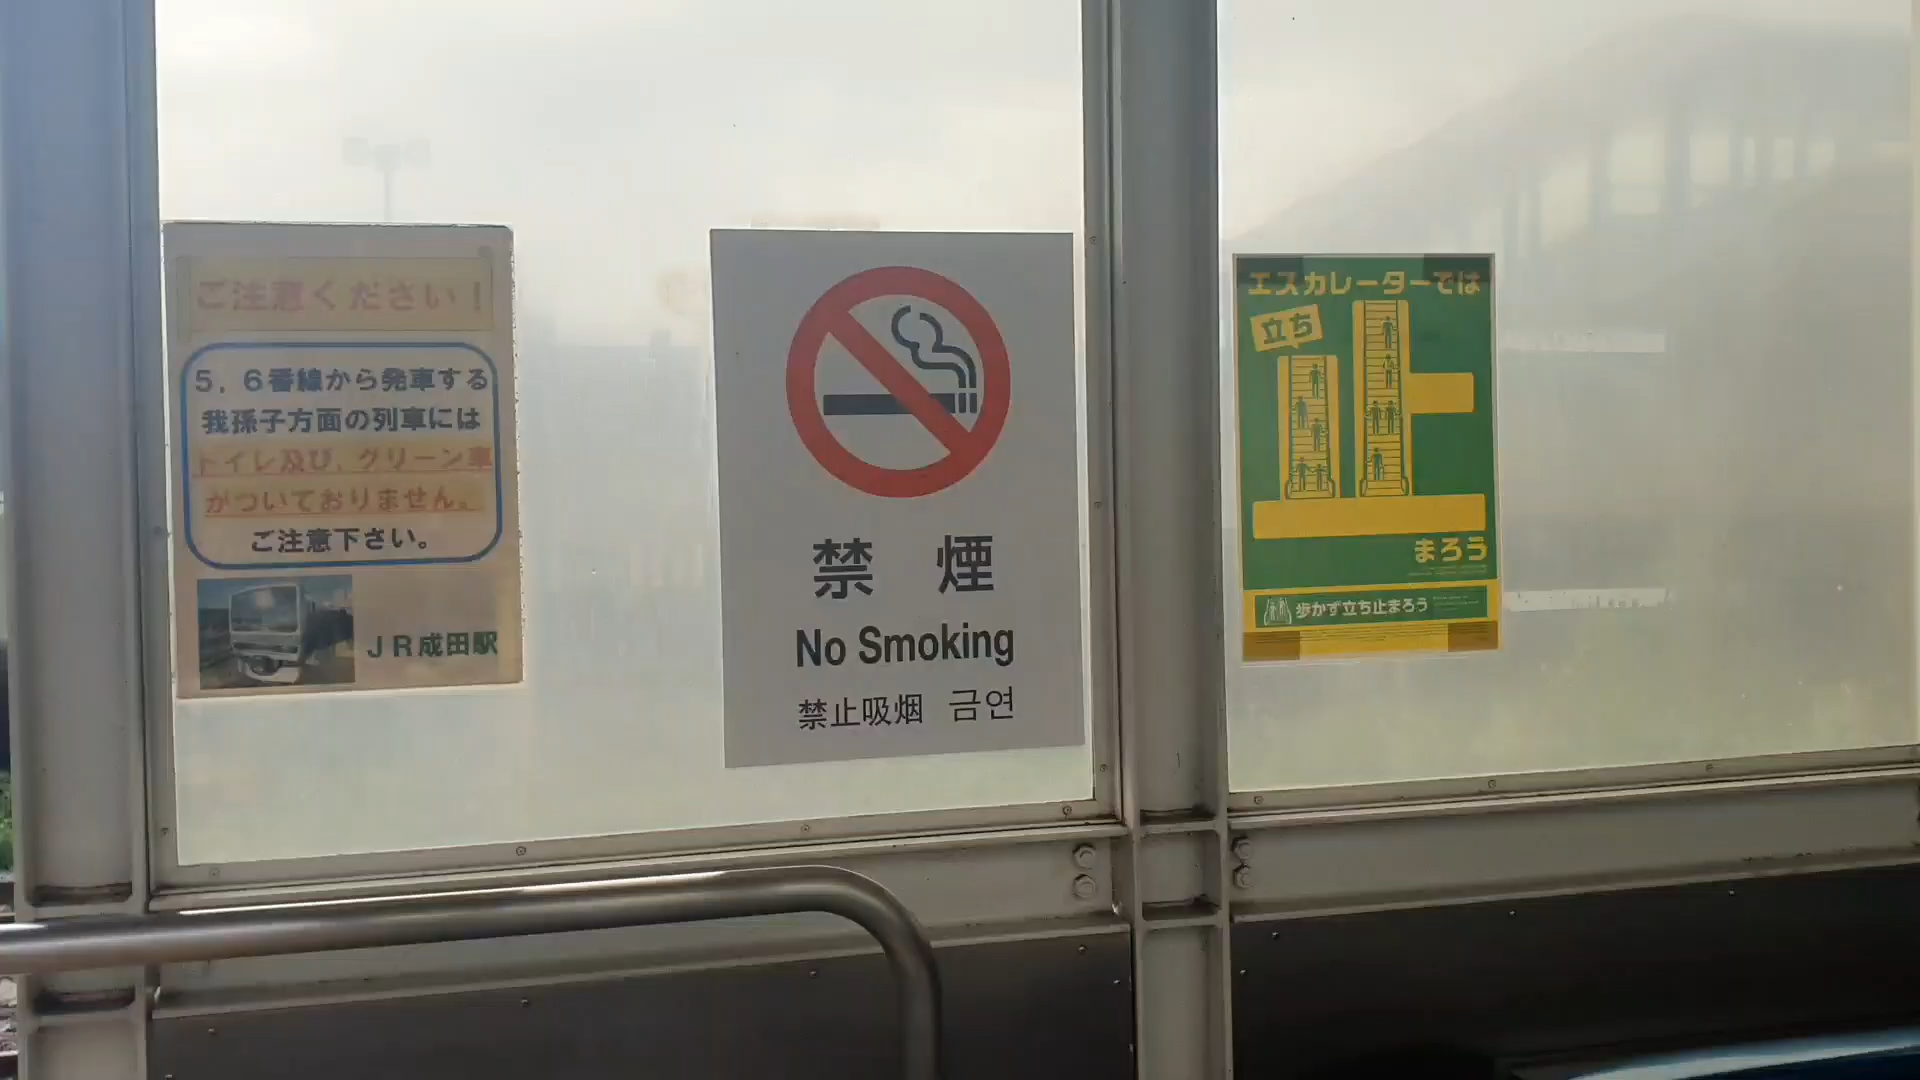 ご注意ください！
5，6番線から発車する
我孫子方面の列車には
トイレ及び、グリーン車
がついておりません。
ご注意下さい。
JR成田駅
禁 煙
No Smoking
禁止吸烟 금연
エスカレーターでは
立ち
止
まろう
歩かず立ち止まろう